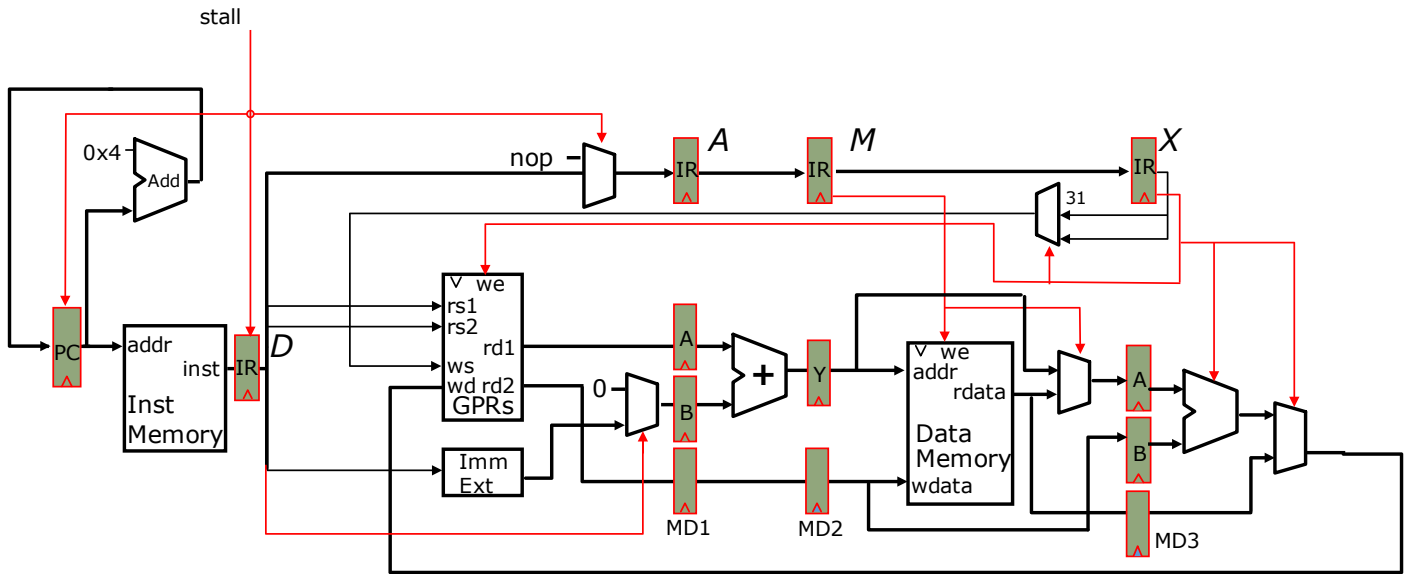 stall
0x4
Add
nop
IR
A
IR
M
IR
X
31
we
rs1
rs2
rd1
ws
wd rd2
GPRs
PC
addr
inst
Inst
Memory
IR
D
0
Imm
Ext
A
B
MD1
+
Y
MD2
we
addr
rdata
Data
Memory
wdata
A
B
MD3